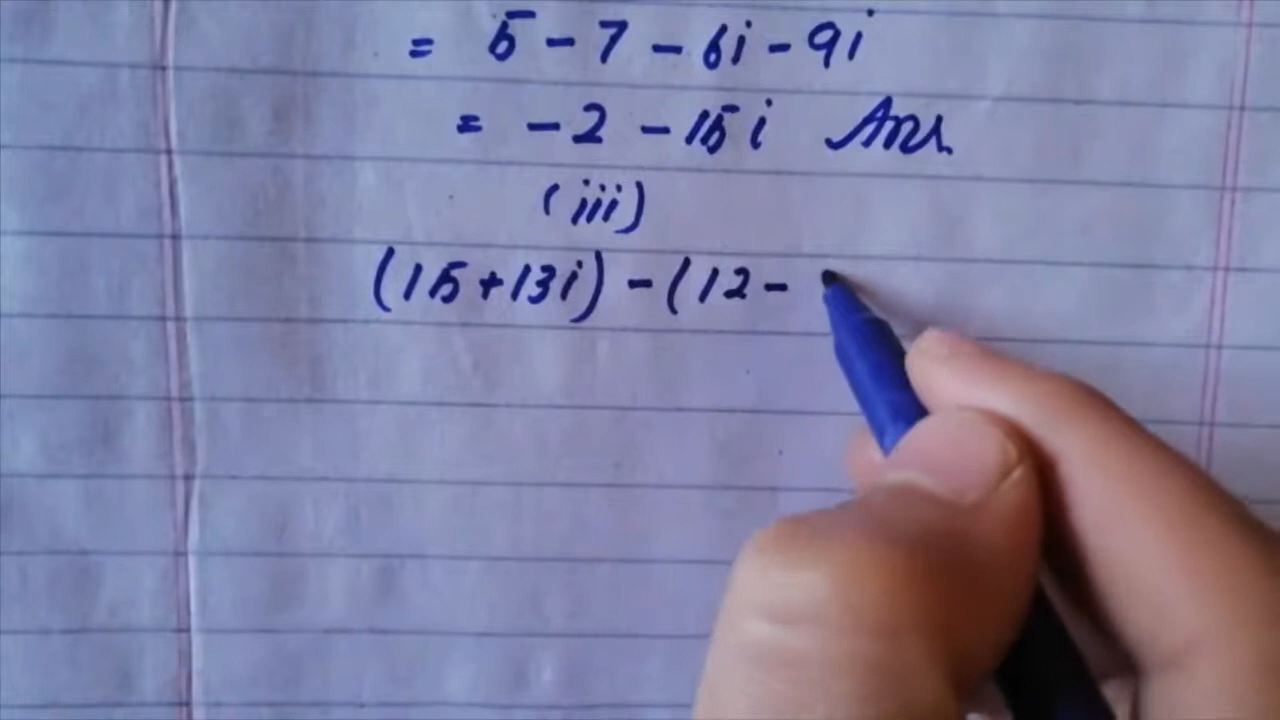 = 5 - 7 - 6i - 9i
= - 2 - 15i Ans
(iii)
(15+13i) - (12 -